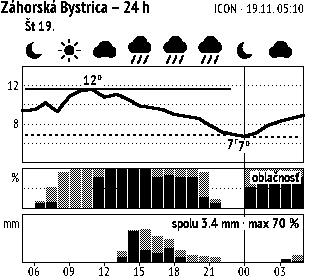 Záhorská Bystrica – 24 h
ICON · 19.11. 05:10
Št 19.
12
12°
8
7°
7°
%
oblačnosť
mm
spolu 3.4 mm · max 70 %
06 09 12 15 18 21 00 03